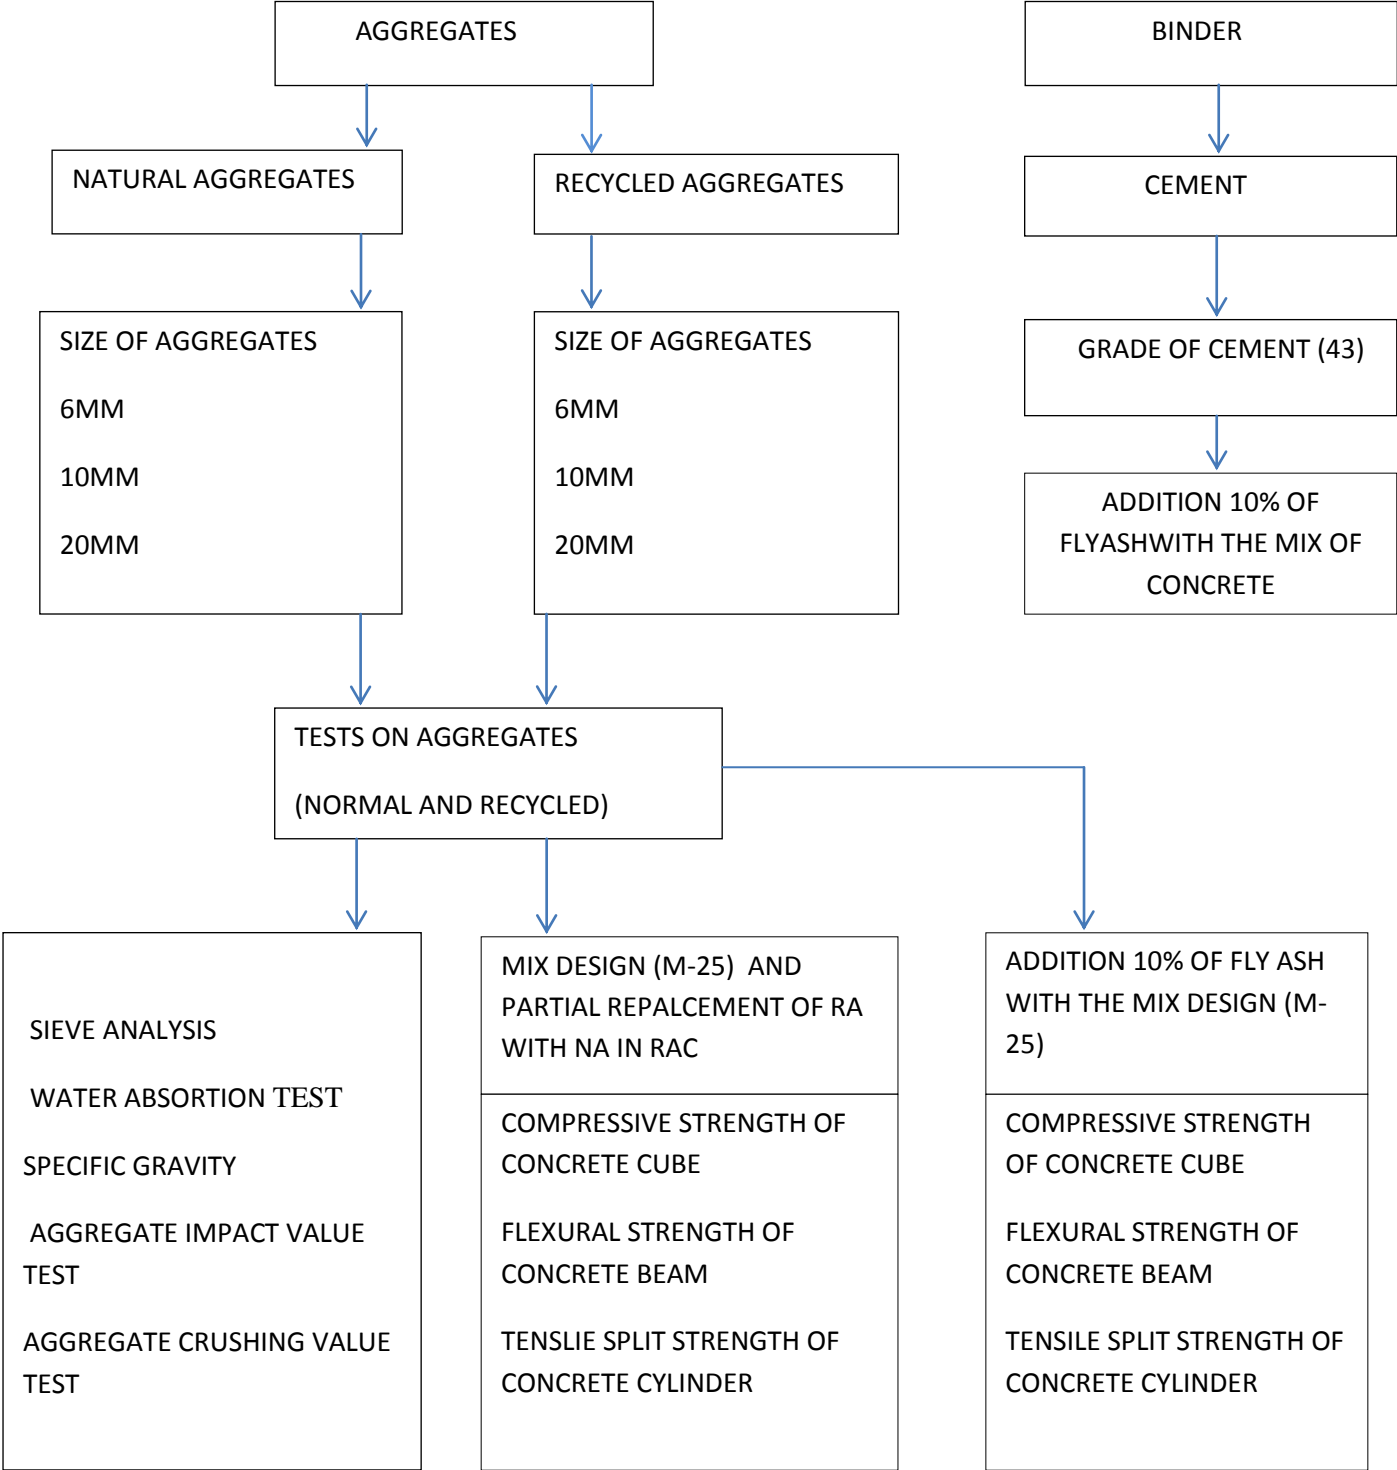 AGGREGATES
BINDER
NATURAL AGGREGATES
RECYCLED AGGREGATES
CEMENT
SIZE OF AGGREGATES
6MM
10MM
20MM
SIZE OF AGGREGATES
6MM
10MM
20MM
GRADE OF CEMENT (43)
ADDITION 10% OF
FLYASHWITH THE MIX OF
CONCRETE
TESTS ON AGGREGATES
(NORMAL AND RECYCLED)
SIEVE ANALYSIS
WATER ABSORTION TEST
SPECIFIC GRAVITY
AGGREGATE IMPACT VALUE
TEST
AGGREGATE CRUSHING VALUE
TEST
MIX DESIGN (M-25) AND
PARTIAL REPALCEMENT OF RA
WITH NA IN RAC
COMPRESSIVE STRENGTH OF
CONCRETE CUBE
FLEXURAL STRENGTH OF
CONCRETE BEAM
TENSLIE SPLIT STRENGTH OF
CONCRETE CYLINDER
ADDITION 10% OF FLY ASH
WITH THE MIX DESIGN (M-
25)
COMPRESSIVE STRENGTH
OF CONCRETE CUBE
FLEXURAL STRENGTH OF
CONCRETE BEAM
TENSILE SPLIT STRENGTH OF
CONCRETE CYLINDER